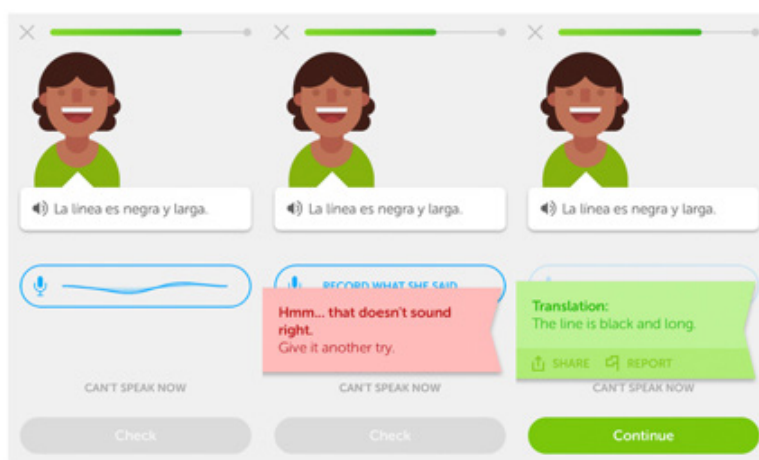 La línea es negra y larga.
CAN'T SPEAK NOW
Check
La línea es negra y larga.
RECORD WHAT SHE SAID
Hmm... that doesn't sound
right.
Give it another try.
CAN'T SPEAK NOW
Check
La línea es negra y larga.
Translation:
The line is black and long.
SHARE REPORT
CAN'T SPEAK NOW
Continue